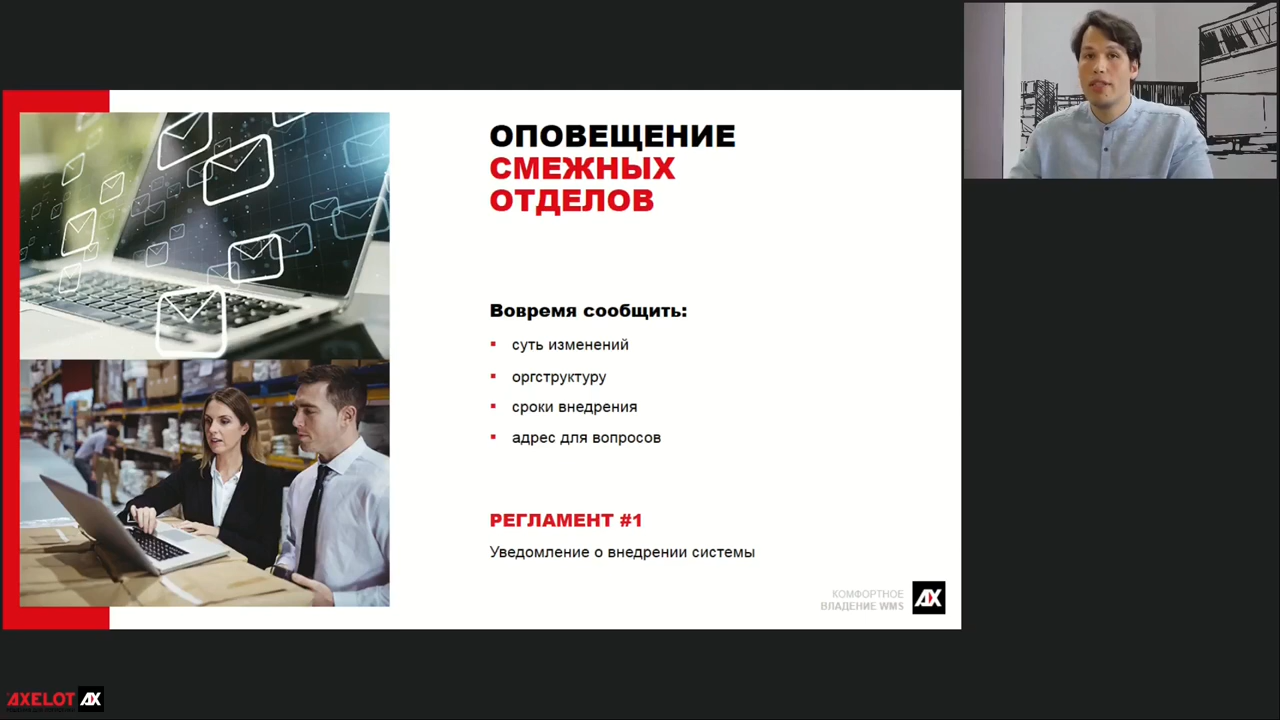 ОПОВЕЩЕНИЕ
СМЕЖНЫХ
ОТДЕЛОВ
Вовремя сообщить:
▪ суть изменений
▪ оргструктуру
▪ сроки внедрения
▪ адрес для вопросов
РЕГЛАМЕНТ #1
Уведомление о внедрении системы
КОМФОРТНОЕ
ВЛАДЕНИЕ WMS
AX
AXELOT AX